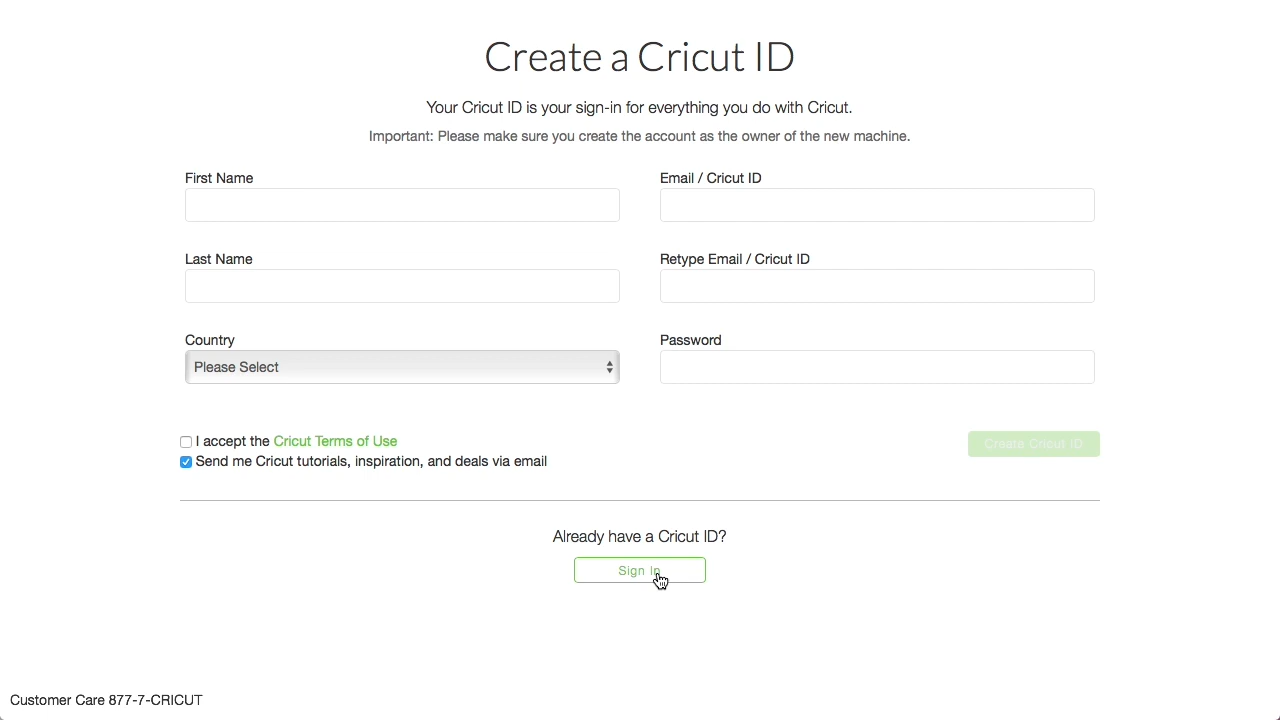 Create a Cricut ID
Your Cricut ID is your sign-in for everything you do with Cricut.
Important: Please make sure you create the account as the owner of the new machine.
First Name
Email / Cricut ID
Last Name
Retype Email / Cricut ID
Country
Password
Please Select
I accept the Cricut Terms of Use
Create Cricut ID
Send me Cricut tutorials, inspiration, and deals via email
Already have a Cricut ID?
Sign In
Customer Care 877-7-CRICUT